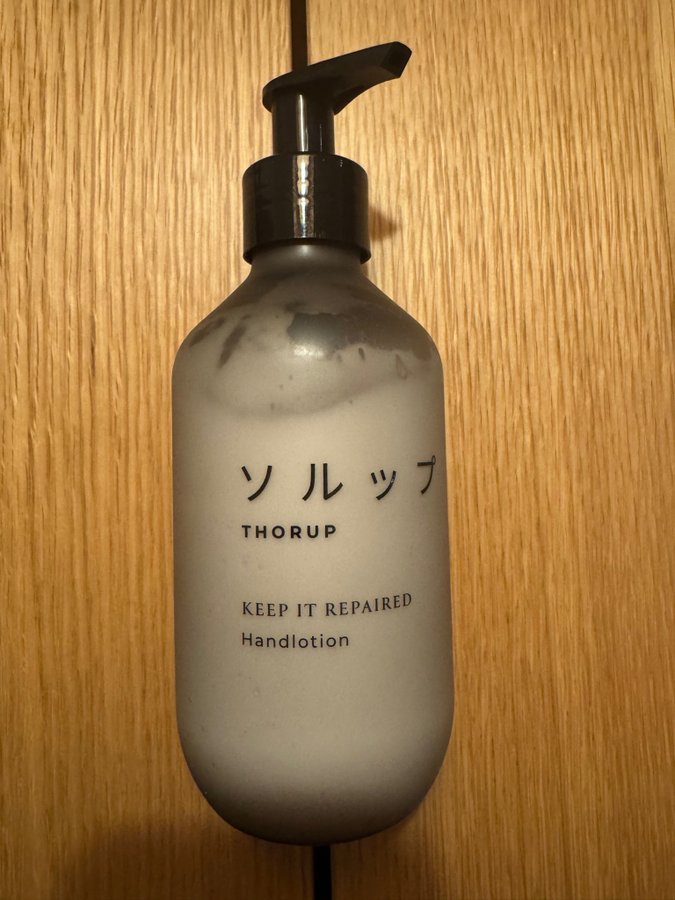 ソルップ
THORUP
KEEP IT REPAIRED
Handlotion